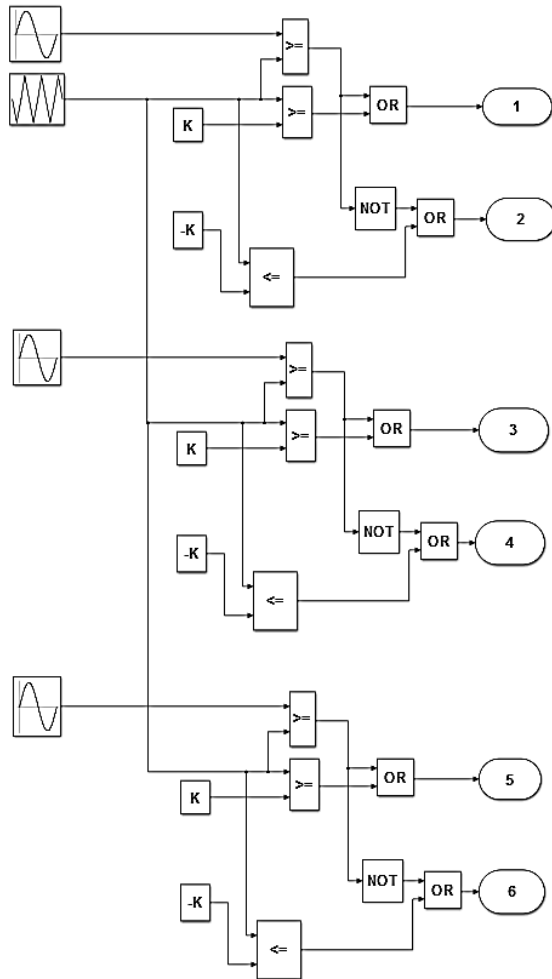 >=
K
>=
OR
1
-K
<=
NOT
OR
2
>=
K
>=
OR
3
-K
<=
NOT
OR
4
>=
K
>=
OR
5
-K
<=
NOT
OR
6